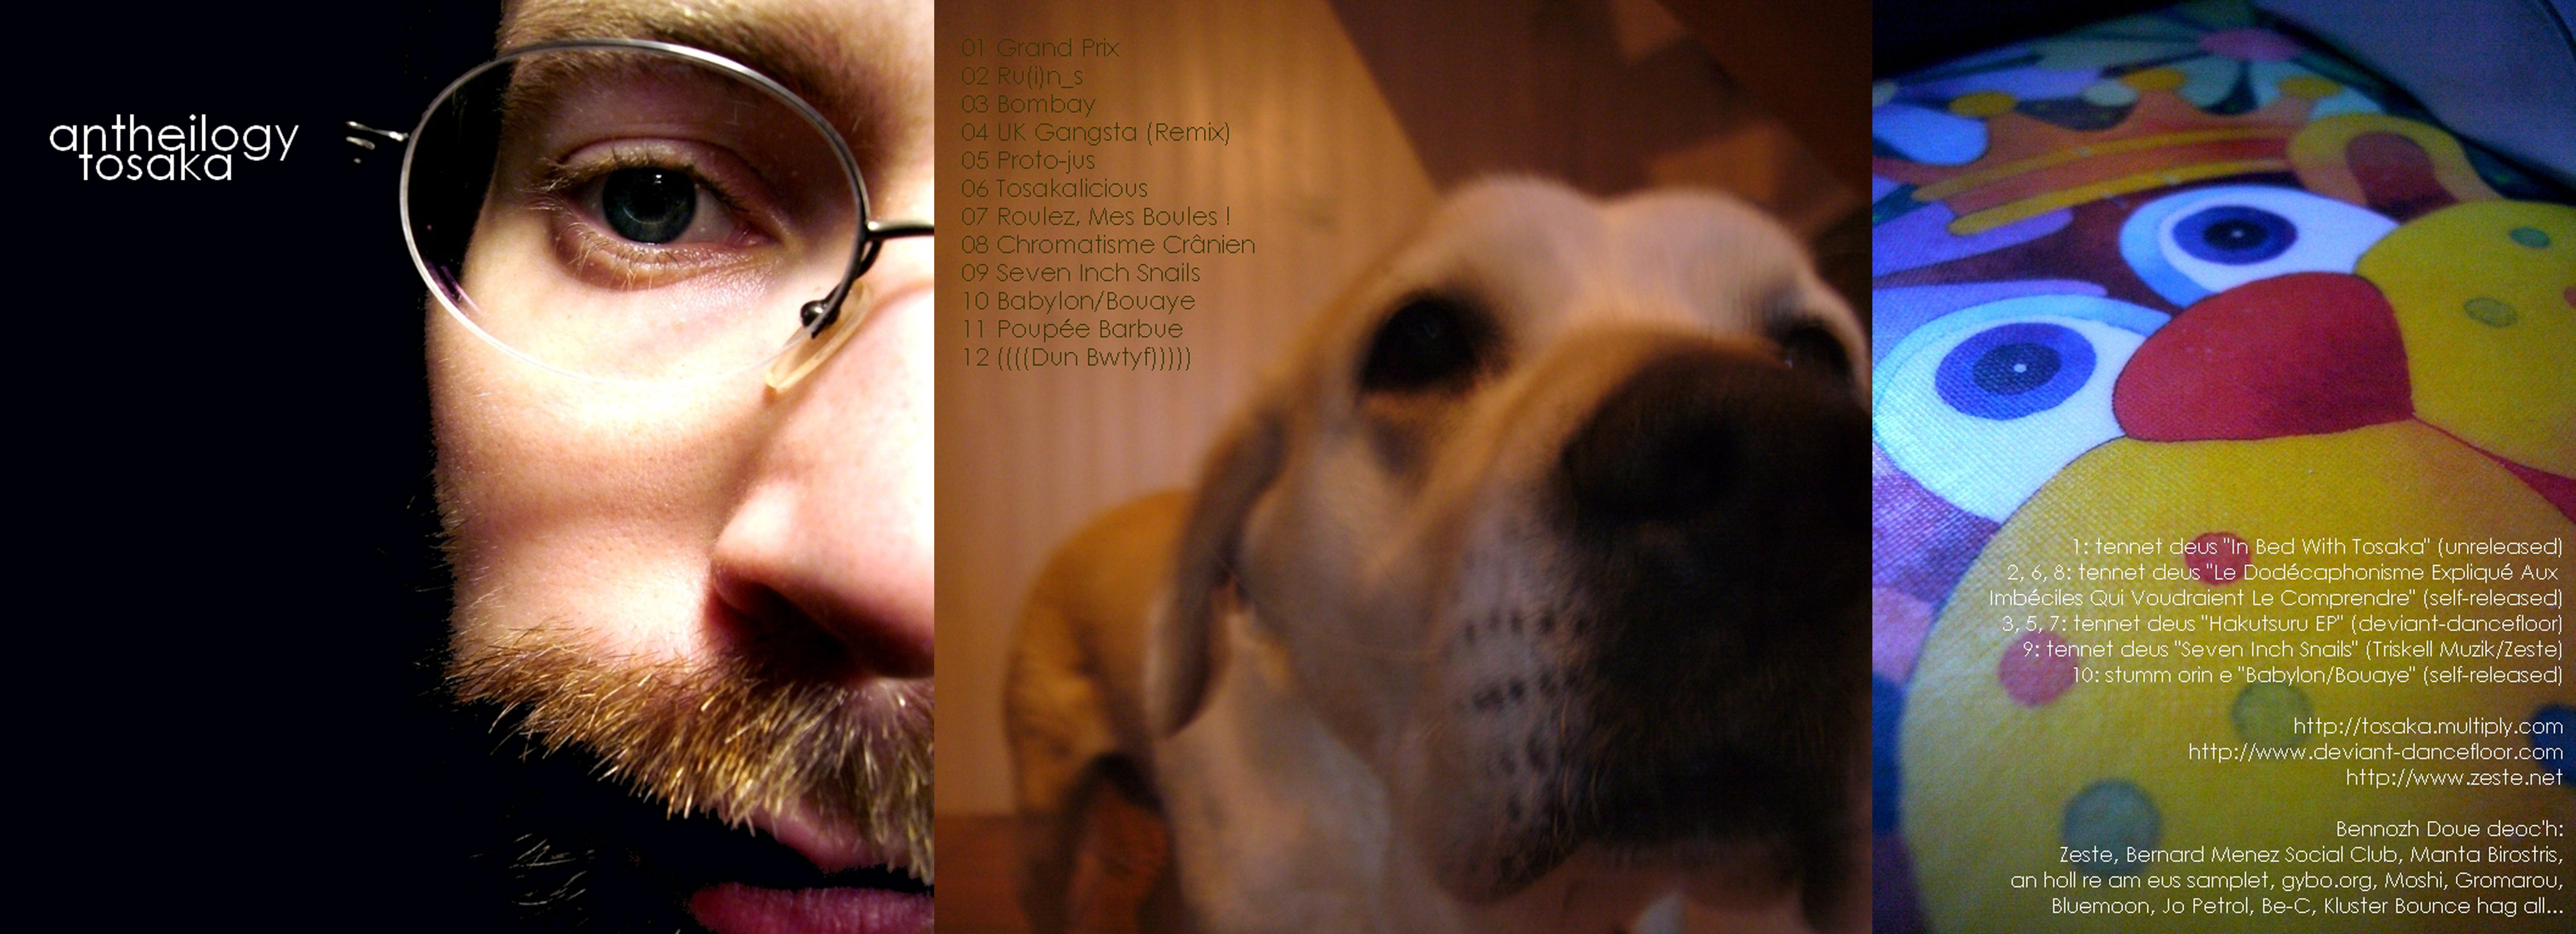 antheilogy
tosaka
01 Grand Prix
02 Ru(i)n_s
03 Bombay
04 UK Gangsta (Remix)
05 Proto-jus
06 Tosakalicious
07 Roulez, Mes Boules !
08 Chromatisme Crânien
09 Seven Inch Snails
10 Babylon/Bouaye
11 Poupée Barbue
12 ((((Dun Bwtyf)))))
1: tennet deus "In Bed With Tosaka" (unreleased)
2, 6, 8: tennet deus "Le Dodécaphonisme Expliqué Aux
Imbéciles Qui Voudraient Le Comprendre" (self-released)
3, 5, 7: tennet deus "Hakutsuru EP" (deviant-dancefloor)
9: tennet deus "Seven Inch Snails" (Triskell Muzik/Zeste)
10: stumm orin e "Babylon/Bouaye" (self-released)
http://tosaka.multiply.com
http://www.deviant-dancefloor.com
http://www.zeste.net
Bennozh Doue deoc'h:
Zeste, Bernard Menez Social Club, Manta Birostris,
an holl re am eus samplet, gybo.org, Moshi, Gromarou,
Bluemoon, Jo Petrol, Be-C, Kluster Bounce hag all...